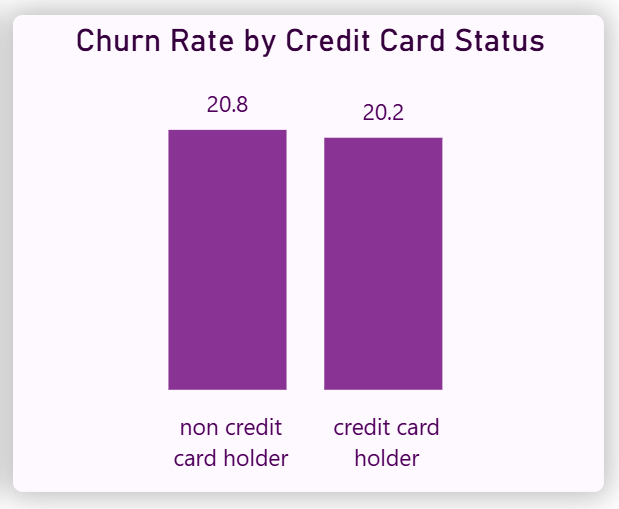 Churn Rate by Credit Card Status
20.8
20.2
non credit
card holder
credit card
holder